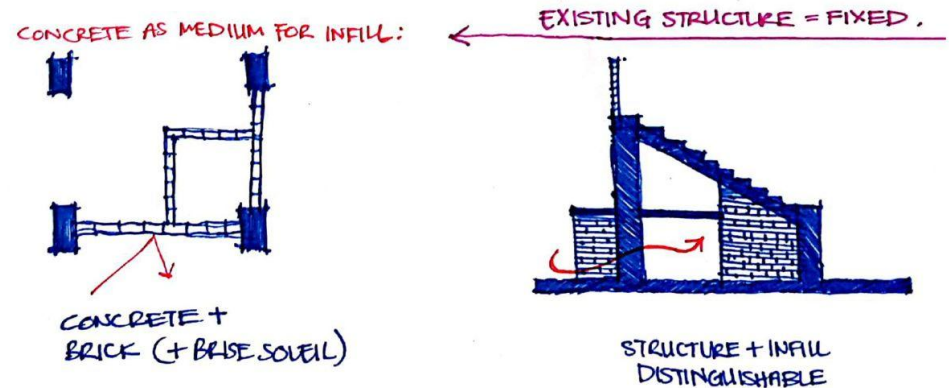 CONCRETE AS MEDIUM FOR INFILL:
EXISTING STRUCTURE = FIXED.
CONCRETE +
BRICK (+ BRISE SOLEIL)
STRUCTURE + INFILL
DISTINGUISHABLE